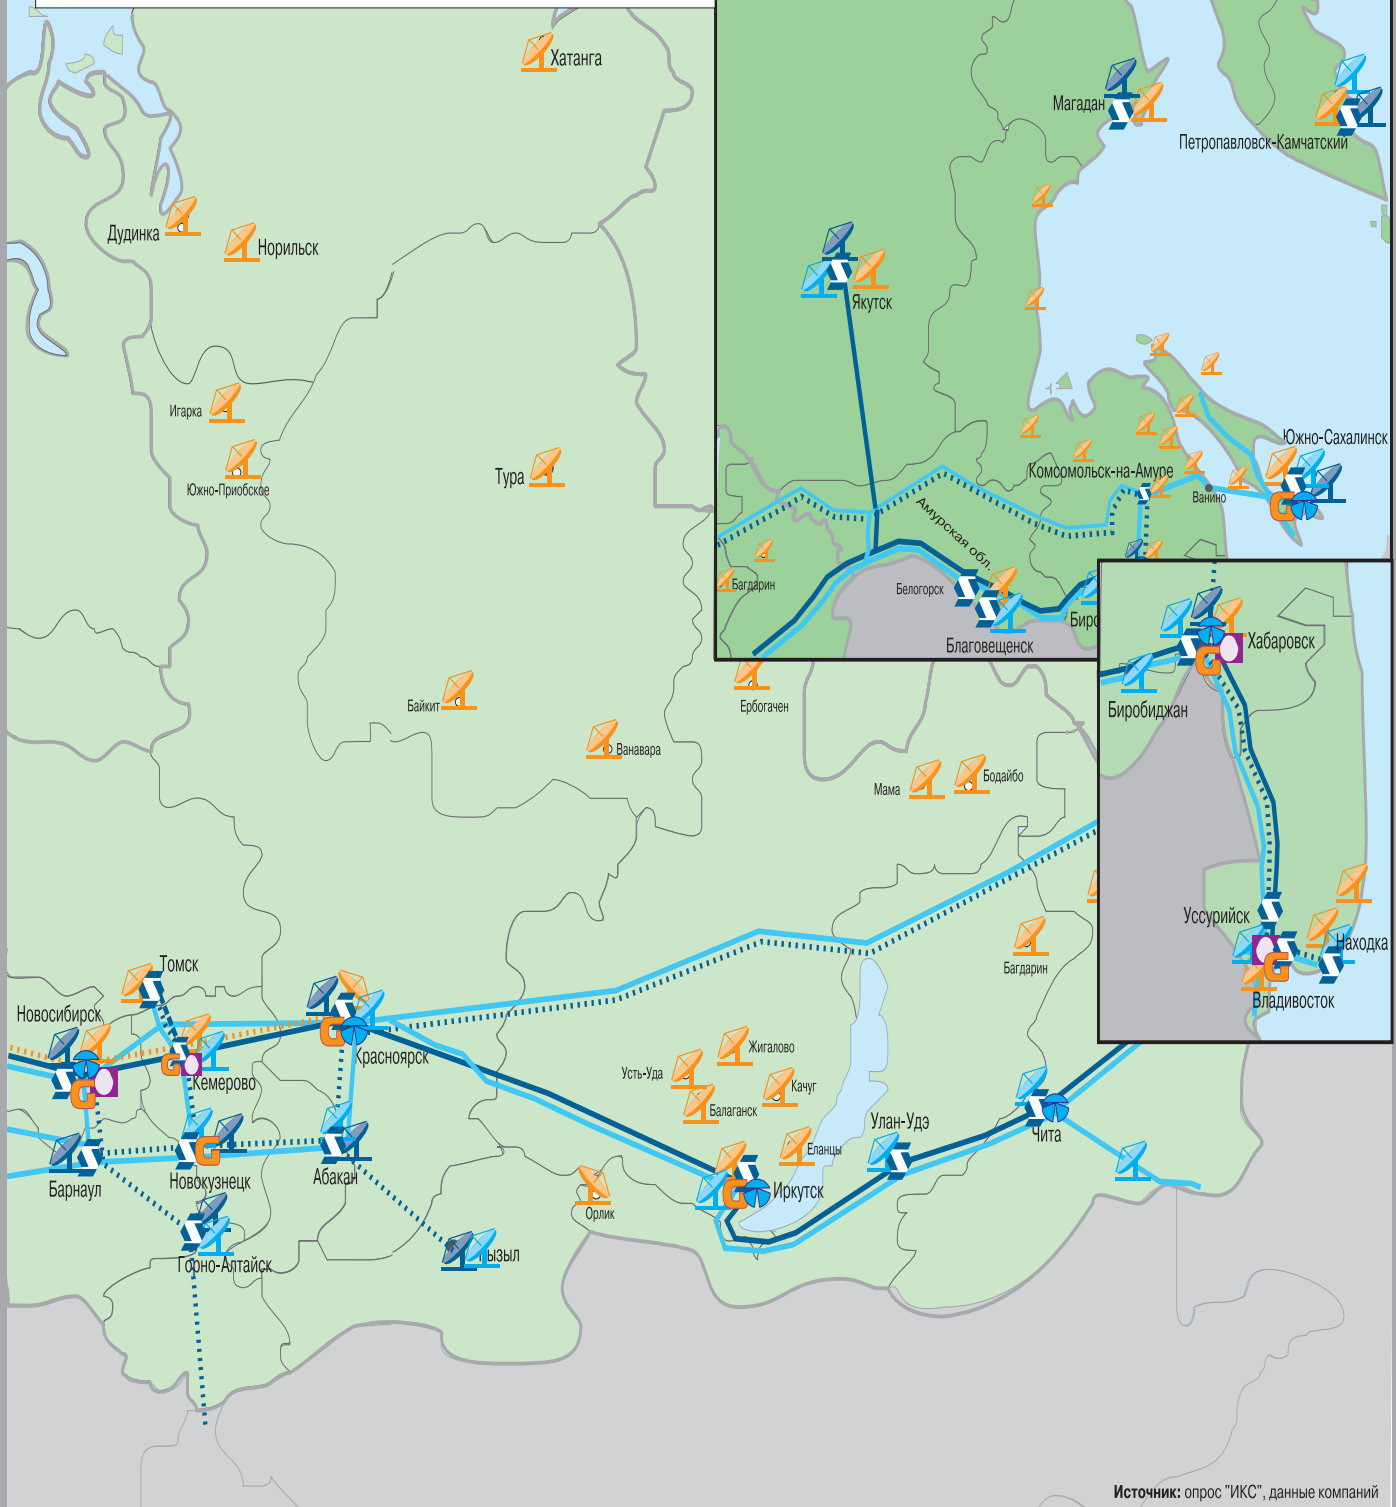 Хатанга
Магадан
Петропавловск-Камчатский
Дудинка
Норильск
Якутск
Игарка
Южно-Приобское
Южно-Сахалинск
Тура
Комсомольск-на-Амуре
Ванино
Амурская обл.
Багдарин
Белогорск
Биро
Благовещенск
Хабаровск
Биробиджан
Байкит
Ербогачен
Ванавара
Мама
Бодайбо
Уссурийск
Находка
Владивосток
Багдарин
Томск
Новосибирск
Красноярск
Кемерово
Жигалово
Усть-Уда
Качуг
Балаганск
Улан-Удэ
Чита
Еланцы
Абакан
Барнаул
Новокузнецк
Иркутск
Орлик
Кызыл
Горно-Алтайск
Источник: опрос "ИКС", данные компаний